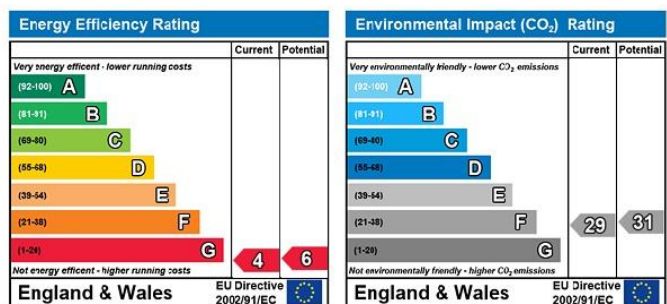 Energy Efficiency Rating
Current Potential
Very energy efficent - lower running costs
(92-100) A
(81-91) B
(69-80) C
(55-68) D
(39-54) E
(21-38) F
(1-20) G
4 6
Not energy efficent - higher running costs
England & Wales
EU Directive
2002/91/EC
Environmental Impact (CO₂) Rating
Current Potential
Very environmentally friendly - lower CO₂ emissions
(92-100) A
(81-91) B
(69-80) C
(55-68) D
(39-54) E
(21-38) F
(1-20) G
29 31
Not environmentally friendly - higher CO₂ emissions
England & Wales
EU Directive
2002/91/EC